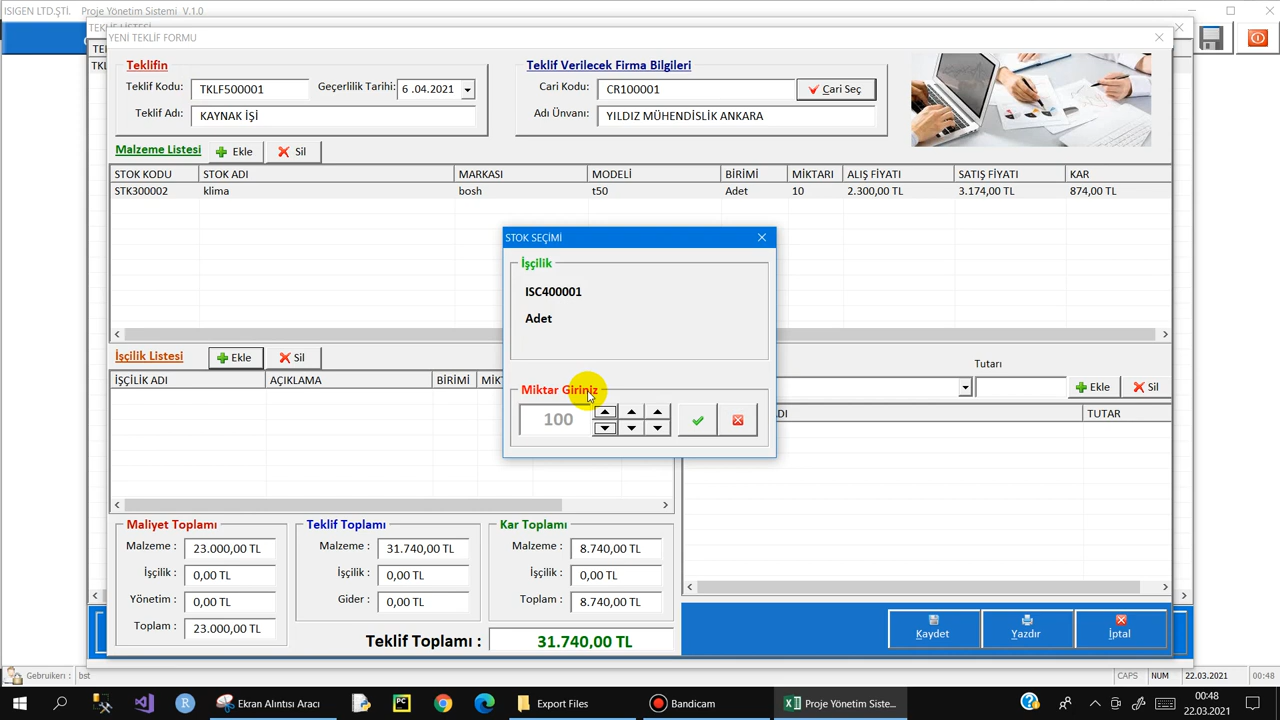 ISIGEN LTD.ŞTİ. Proje Yönetim Sistemi V.1.0
TEKLİF LİSTESİ
YENİ TEKLİF FORMU
Teklifin
Teklif Kodu: TKLF500001 Geçerlilik Tarihi: 6 .04.2021
Teklif Adı: KAYNAK İŞİ
Teklif Verilecek Firma Bilgileri
Cari Kodu: CR100001 Cari Seç
Adı Ünvanı: YILDIZ MÜHENDİSLİK ANKARA
Malzeme Listesi Ekle Sil
STOK KODU STOK ADI MARKASI MODELİ BİRİMİ MİKTARI ALIŞ FİYATI SATIŞ FİYATI KAR
STK300002 klima bosh t50 Adet 10 2.300,00 TL 3.174,00 TL 874,00 TL
STOK SEÇİMİ
İşçilik
ISC400001
Adet
Miktar Giriniz
100
İşçilik Listesi Ekle Sil
İŞÇİLİK ADI AÇIKLAMA BİRİMİ
Tutarı
Ekle Sil
TUTAR
Maliyet Toplamı
Malzeme : 23.000,00 TL
İşçilik : 0,00 TL
Yönetim : 0,00 TL
Toplam : 23.000,00 TL
Teklif Toplamı
Malzeme : 31.740,00 TL
İşçilik : 0,00 TL
Gider : 0,00 TL
Kar Toplamı
Malzeme : 8.740,00 TL
İşçilik : 0,00 TL
Toplam : 8.740,00 TL
Teklif Toplamı : 31.740,00 TL
Kaydet Yazdır İptal
Gebruikerı : bst CAPS NUM 22.03.2021 00:48
Ekran Alıntısı Aracı Export Files Bandicam Proje Yönetim Siste... 00:48
22.03.2021